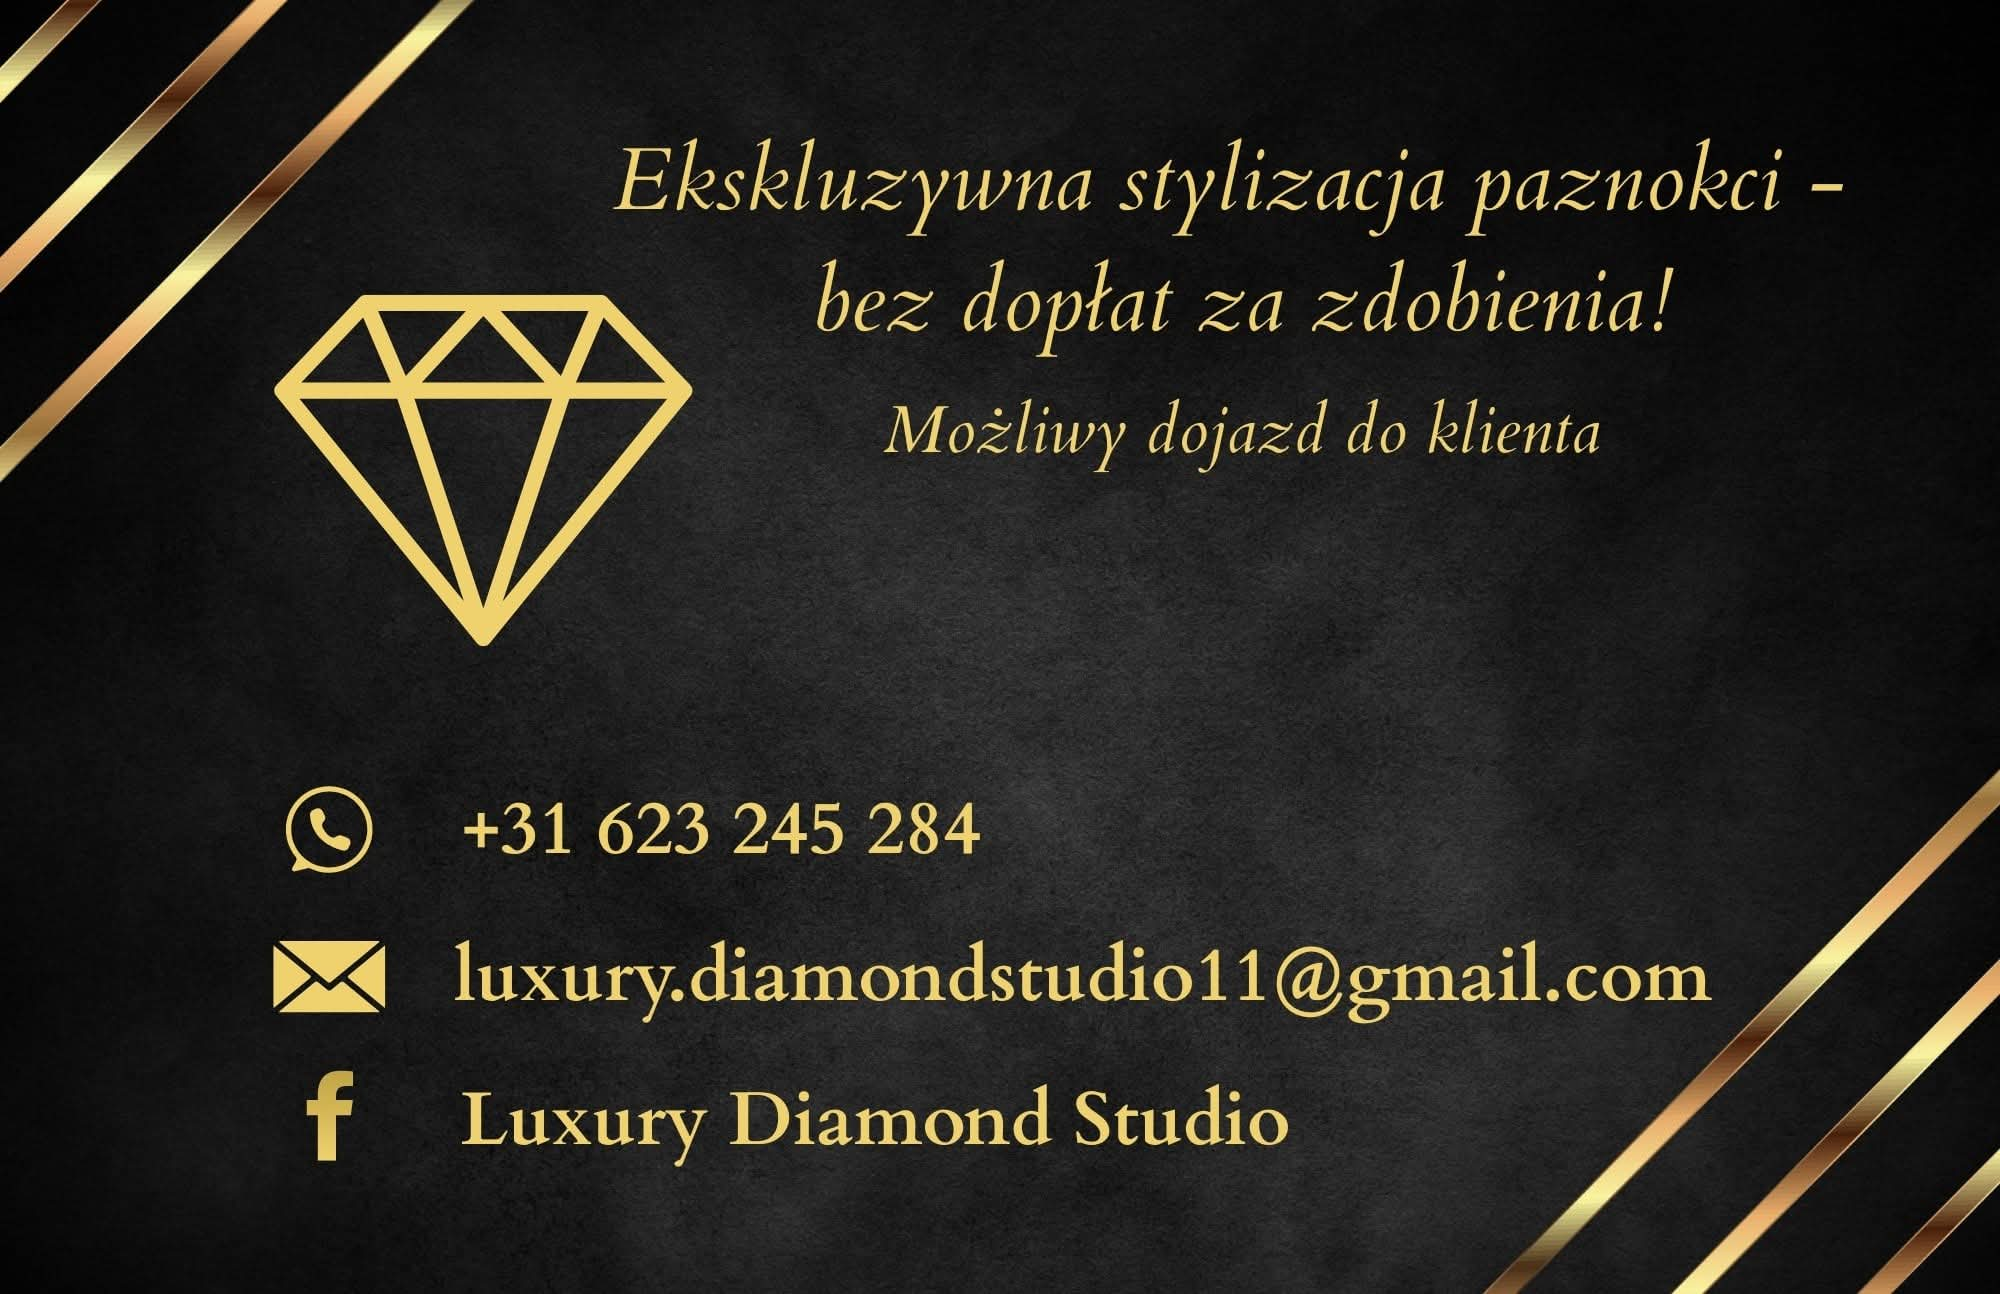 Ekskluzywna stylizacja paznokci -
bez dopłat za zdobienia!
Możliwy dojazd do klienta
+31 623 245 284
luxury.diamondstudio11@gmail.com
f Luxury Diamond Studio